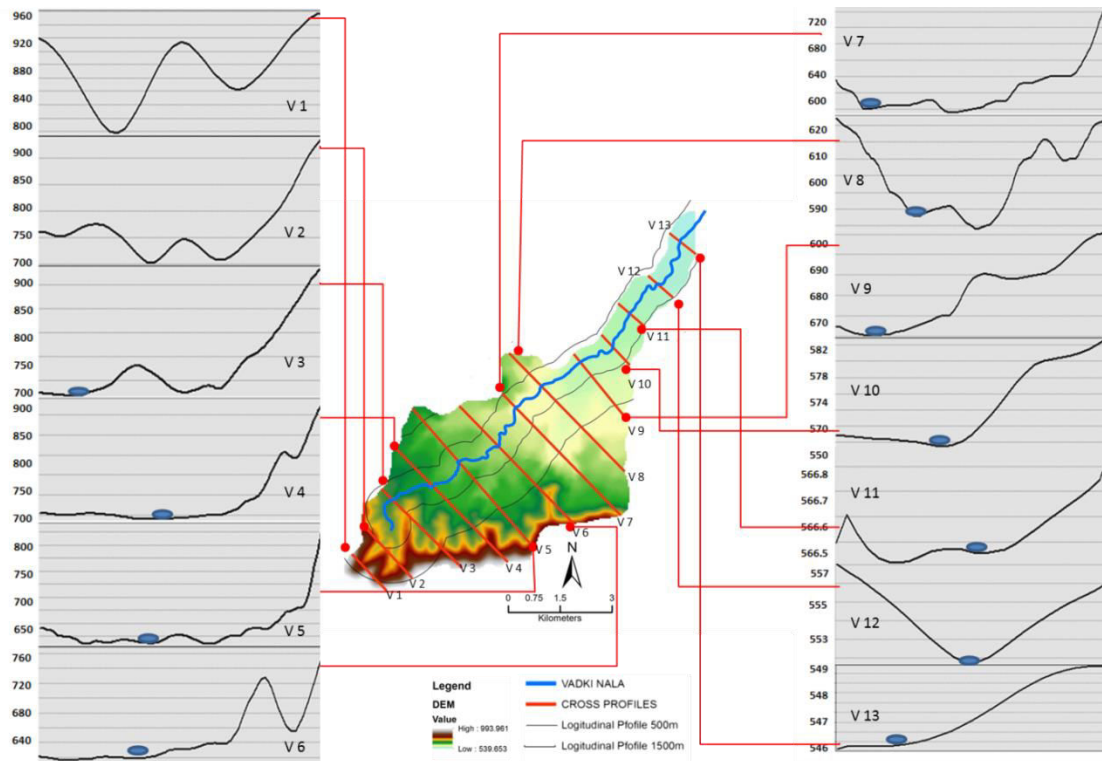 960
920
880
840
800
V 1
900
850
800
750
700
V 2
900
850
800
750
700
V 3
900
850
800
750
700
V 4
800
750
700
650
V 5
760
720
680
640
V 6
V 13
V 12
V 11
V 10
V 9
V 8
V 7
V 6
V 5
V 4
V 3
V 2
V 1
N
0 0.75 1.5 3
Kilometers
Legend
DEM
Value
High : 993.961
Low : 539.653
VADKI NALA
CROSS PROFILES
Logitudinal Pfofile 500m
Logitudinal Pfofile 1500m
720
680
640
600
V 7
620
610
600
590
V 8
600
690
680
670
V 9
582
578
574
570
V 10
550
566.8
566.7
566.6
566.5
V 11
557
555
553
V 12
549
548
547
546
V 13